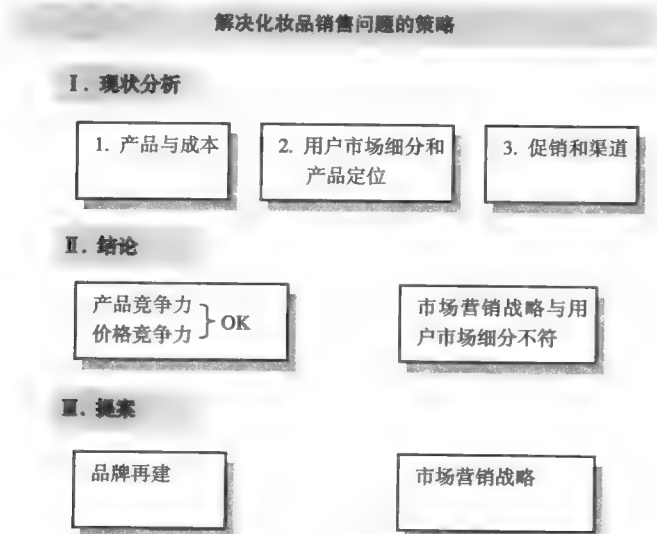 解决化妆品销售问题的策略
Ⅰ. 现状分析
1. 产品与成本
2. 用户市场细分和
产品定位
3. 促销和渠道
Ⅱ. 结论
产品竞争力
价格竞争力
OK
市场营销战略与用
户市场细分不符
Ⅲ. 提案
品牌再建
市场营销战略